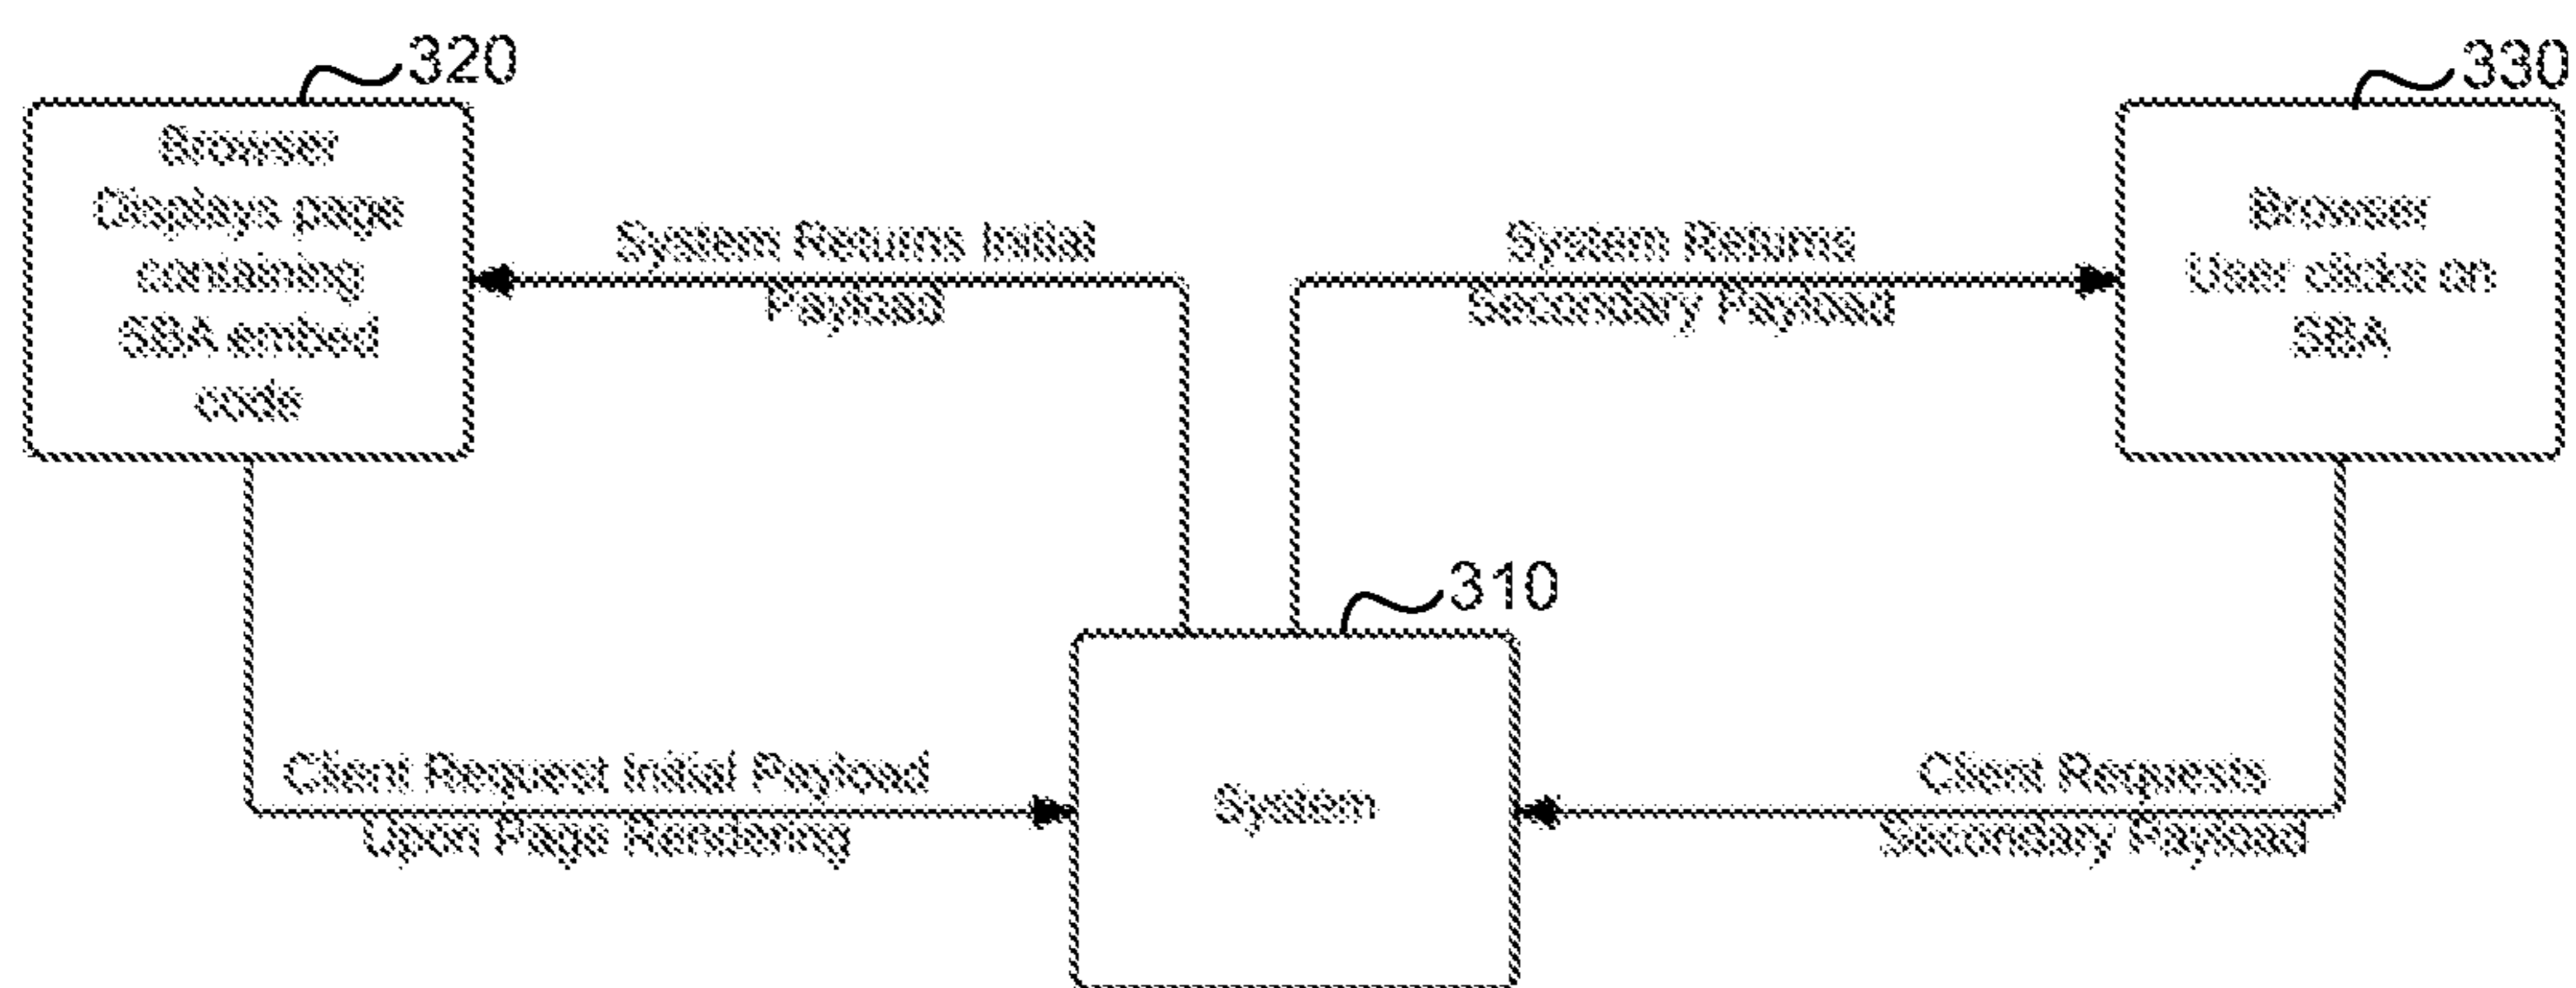 320
330
Browser
Displays page
containing
SBA embed
code
System Returns Initial
Payload
System Returns
Secondary Payload
Browser
User clicks on
SBA
310
Client Request Initial Payload
Upon Page Rendering
System
Client Requests
Secondary Payload